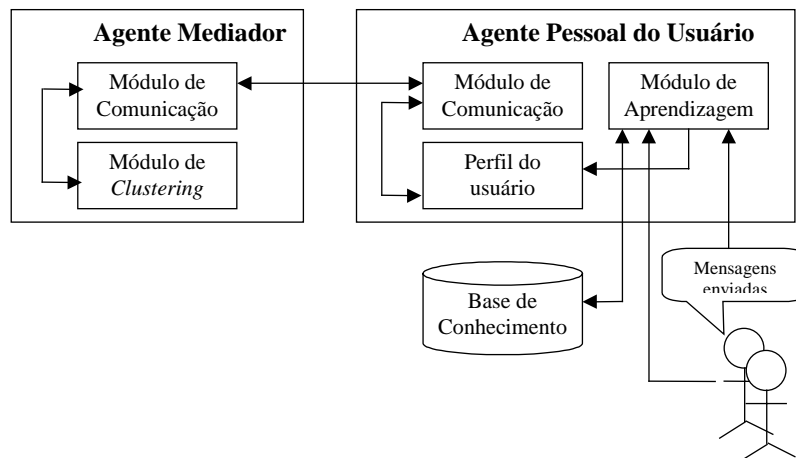 Agente Mediador
Módulo de
Comunicação
Módulo de
Clustering
Agente Pessoal do Usuário
Módulo de
Comunicação
Módulo de
Aprendizagem
Perfil do
usuário
Base de
Conhecimento
Mensagens
enviadas